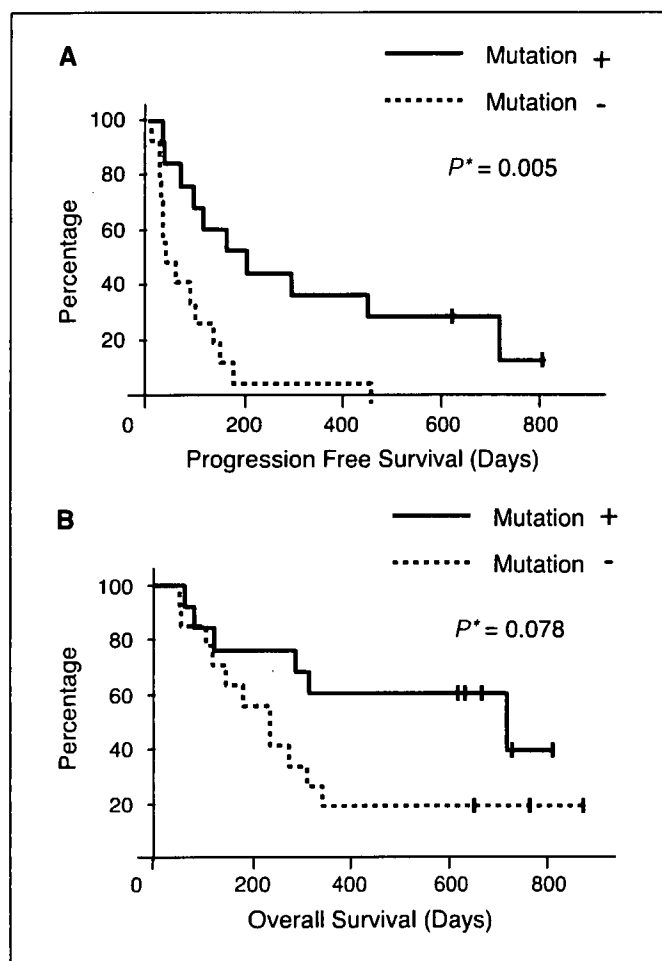 A
Mutation +
Mutation -
P* = 0.005
100
80
60
40
20
Percentage
0 200 400 600 800
Progression Free Survival (Days)
B
Mutation +
Mutation -
P* = 0.078
100
80
60
40
20
Percentage
0 200 400 600 800
Overall Survival (Days)